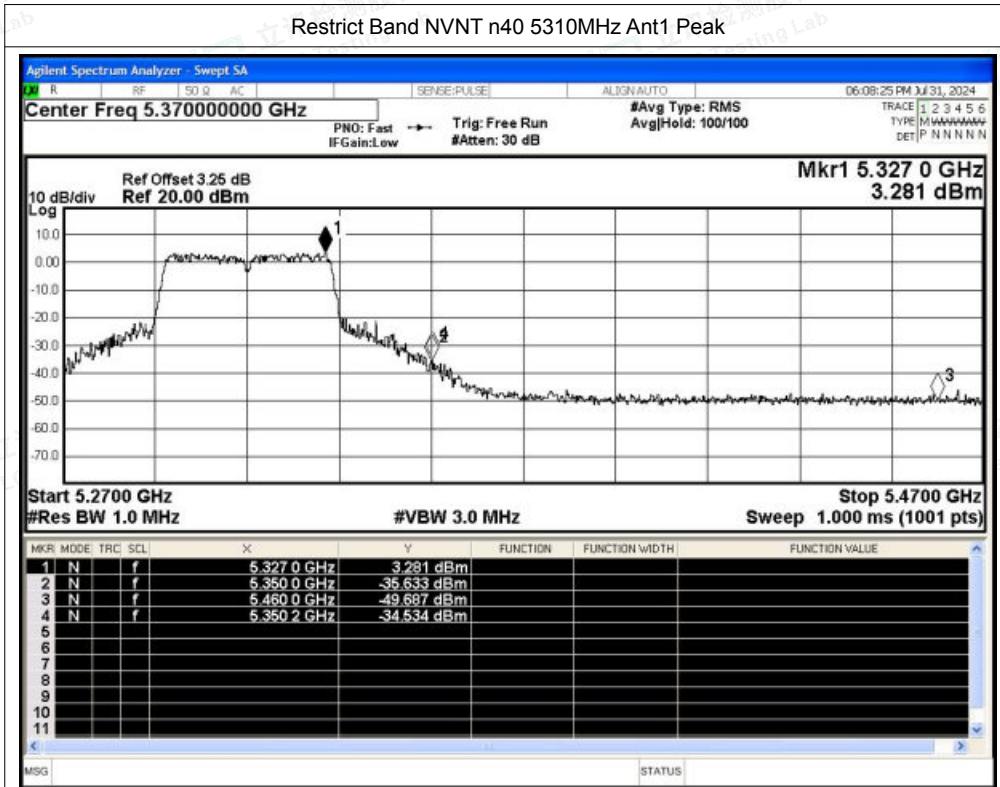 Restrict Band NVNT n40 5310MHz Ant1 Peak
Agilent Spectrum Analyzer - Swept SA
R RF 50 Ω AC SENSE:PULSE ALIGNAUTO 06:08:25 PM Jul 31, 2024
Center Freq 5.370000000 GHz #Avg Type: RMS TRACE 1 2 3 4 5 6
PNO: Fast Trig: Free Run Avg|Hold: 100/100 TYPE M
IFGain:Low #Atten: 30 dB DET P N N N N N
Mkr1 5.327 0 GHz
Ref Offset 3.25 dB
10 dB/div Ref 20.00 dBm 3.281 dBm
Log
1
10.0
0.00
-10.0
-20.0
-30.0
4
-40.0
3
-50.0
-60.0
-70.0
Start 5.2700 GHz Stop 5.4700 GHz
#Res BW 1.0 MHz #VBW 3.0 MHz Sweep 1.000 ms (1001 pts)
MKR MODE TRC SCL X Y FUNCTION FUNCTION WIDTH FUNCTION VALUE
1 N f 5.327 0 GHz 3.281 dBm
2 N f 5.350 0 GHz -35.633 dBm
3 N f 5.460 0 GHz -49.687 dBm
4 N f 5.350 2 GHz -34.534 dBm
5
6
7
8
9
10
11
MSG STATUS